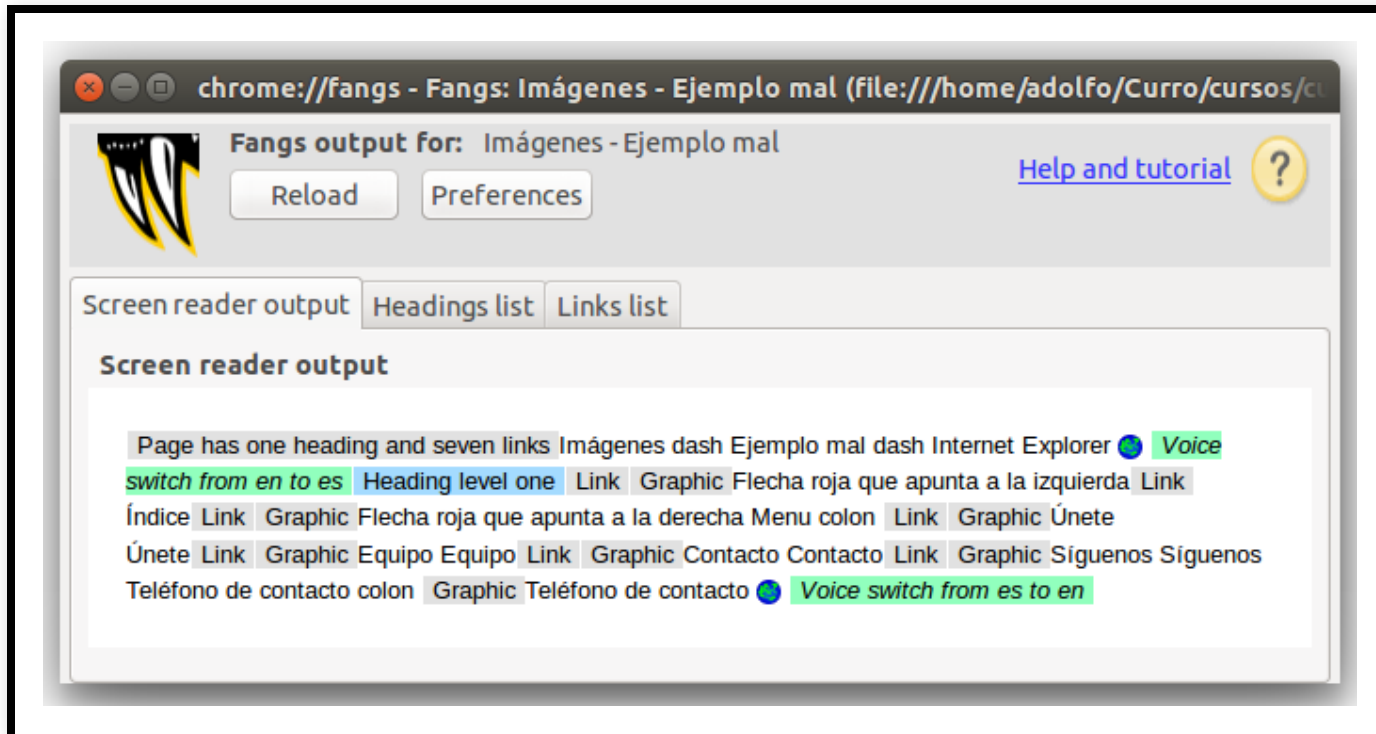 chrome://fangs - Fangs: Imágenes - Ejemplo mal (file:///home/adolfo/Curro/cursos/
Fangs output for: Imágenes - Ejemplo mal
Reload Preferences
Help and tutorial ?
Screen reader output Headings list Links list
Screen reader output
Page has one heading and seven links Imágenes dash Ejemplo mal dash Internet Explorer Voice
switch from en to es Heading level one Link Graphic Flecha roja que apunta a la izquierda Link
Índice Link Graphic Flecha roja que apunta a la derecha Menu colon Link Graphic Únete
Únete Link Graphic Equipo Equipo Link Graphic Contacto Contacto Link Graphic Síguenos Síguenos
Teléfono de contacto colon Graphic Teléfono de contacto Voice switch from es to en